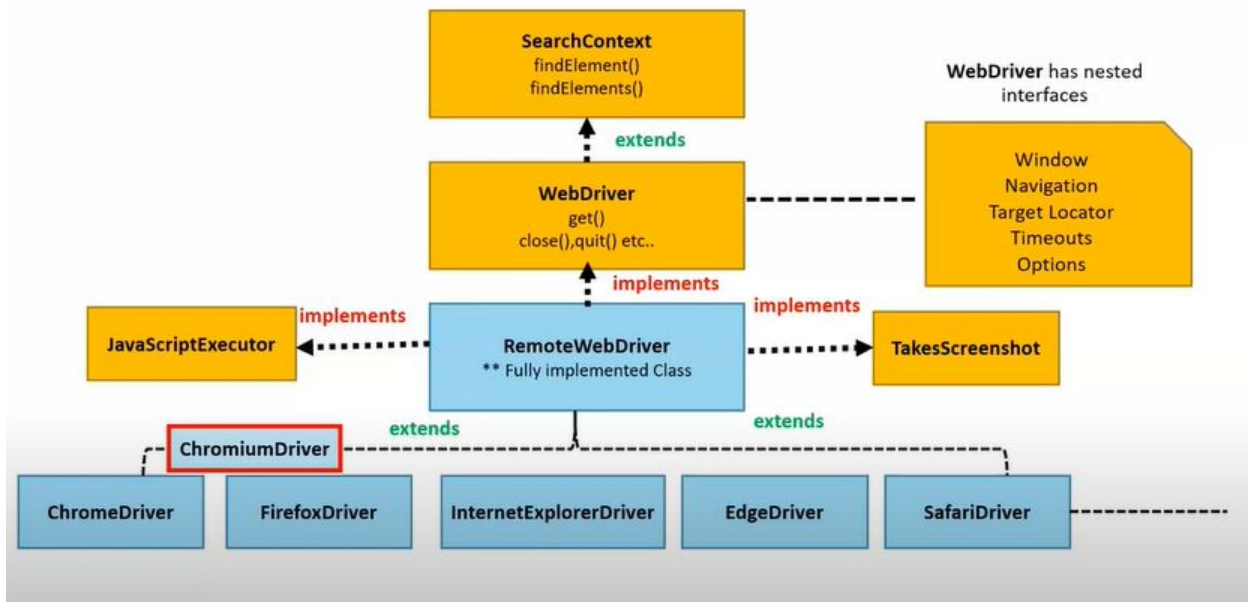 SearchContext
findElement()
findElements()
WebDriver has nested
interfaces
extends
Window
Navigation
Target Locator
Timeouts
Options
WebDriver
get()
close(),quit() etc..
implements
implements
implements
JavaScriptExecutor
RemoteWebDriver
** Fully implemented Class
TakesScreenshot
extends
extends
ChromiumDriver
ChromeDriver
FirefoxDriver
InternetExplorerDriver
EdgeDriver
SafariDriver